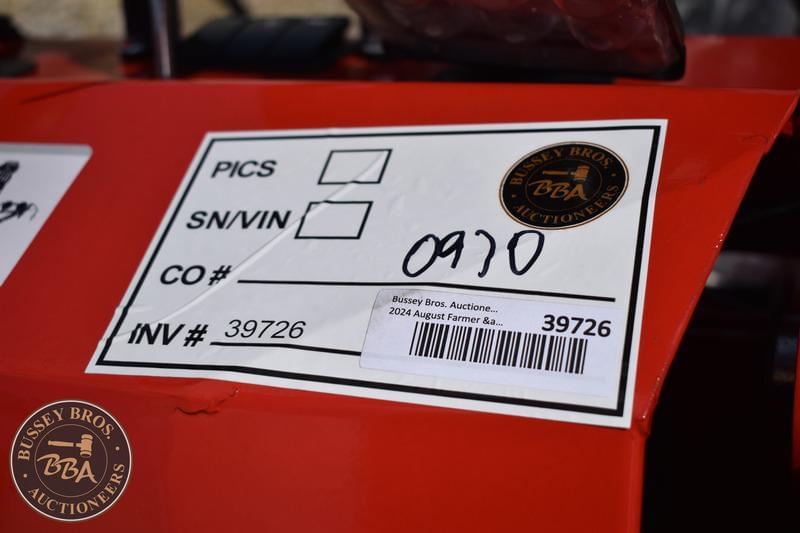 PICS
BUSSEY BROS.
BBA
AUCTIONEERS
SN/VIN
CO #
INV # 39726
Bussey Bros. Auctione...
2024 August Farmer &a...
39726
BUSSEY BROS.
BBA
AUCTIONEERS